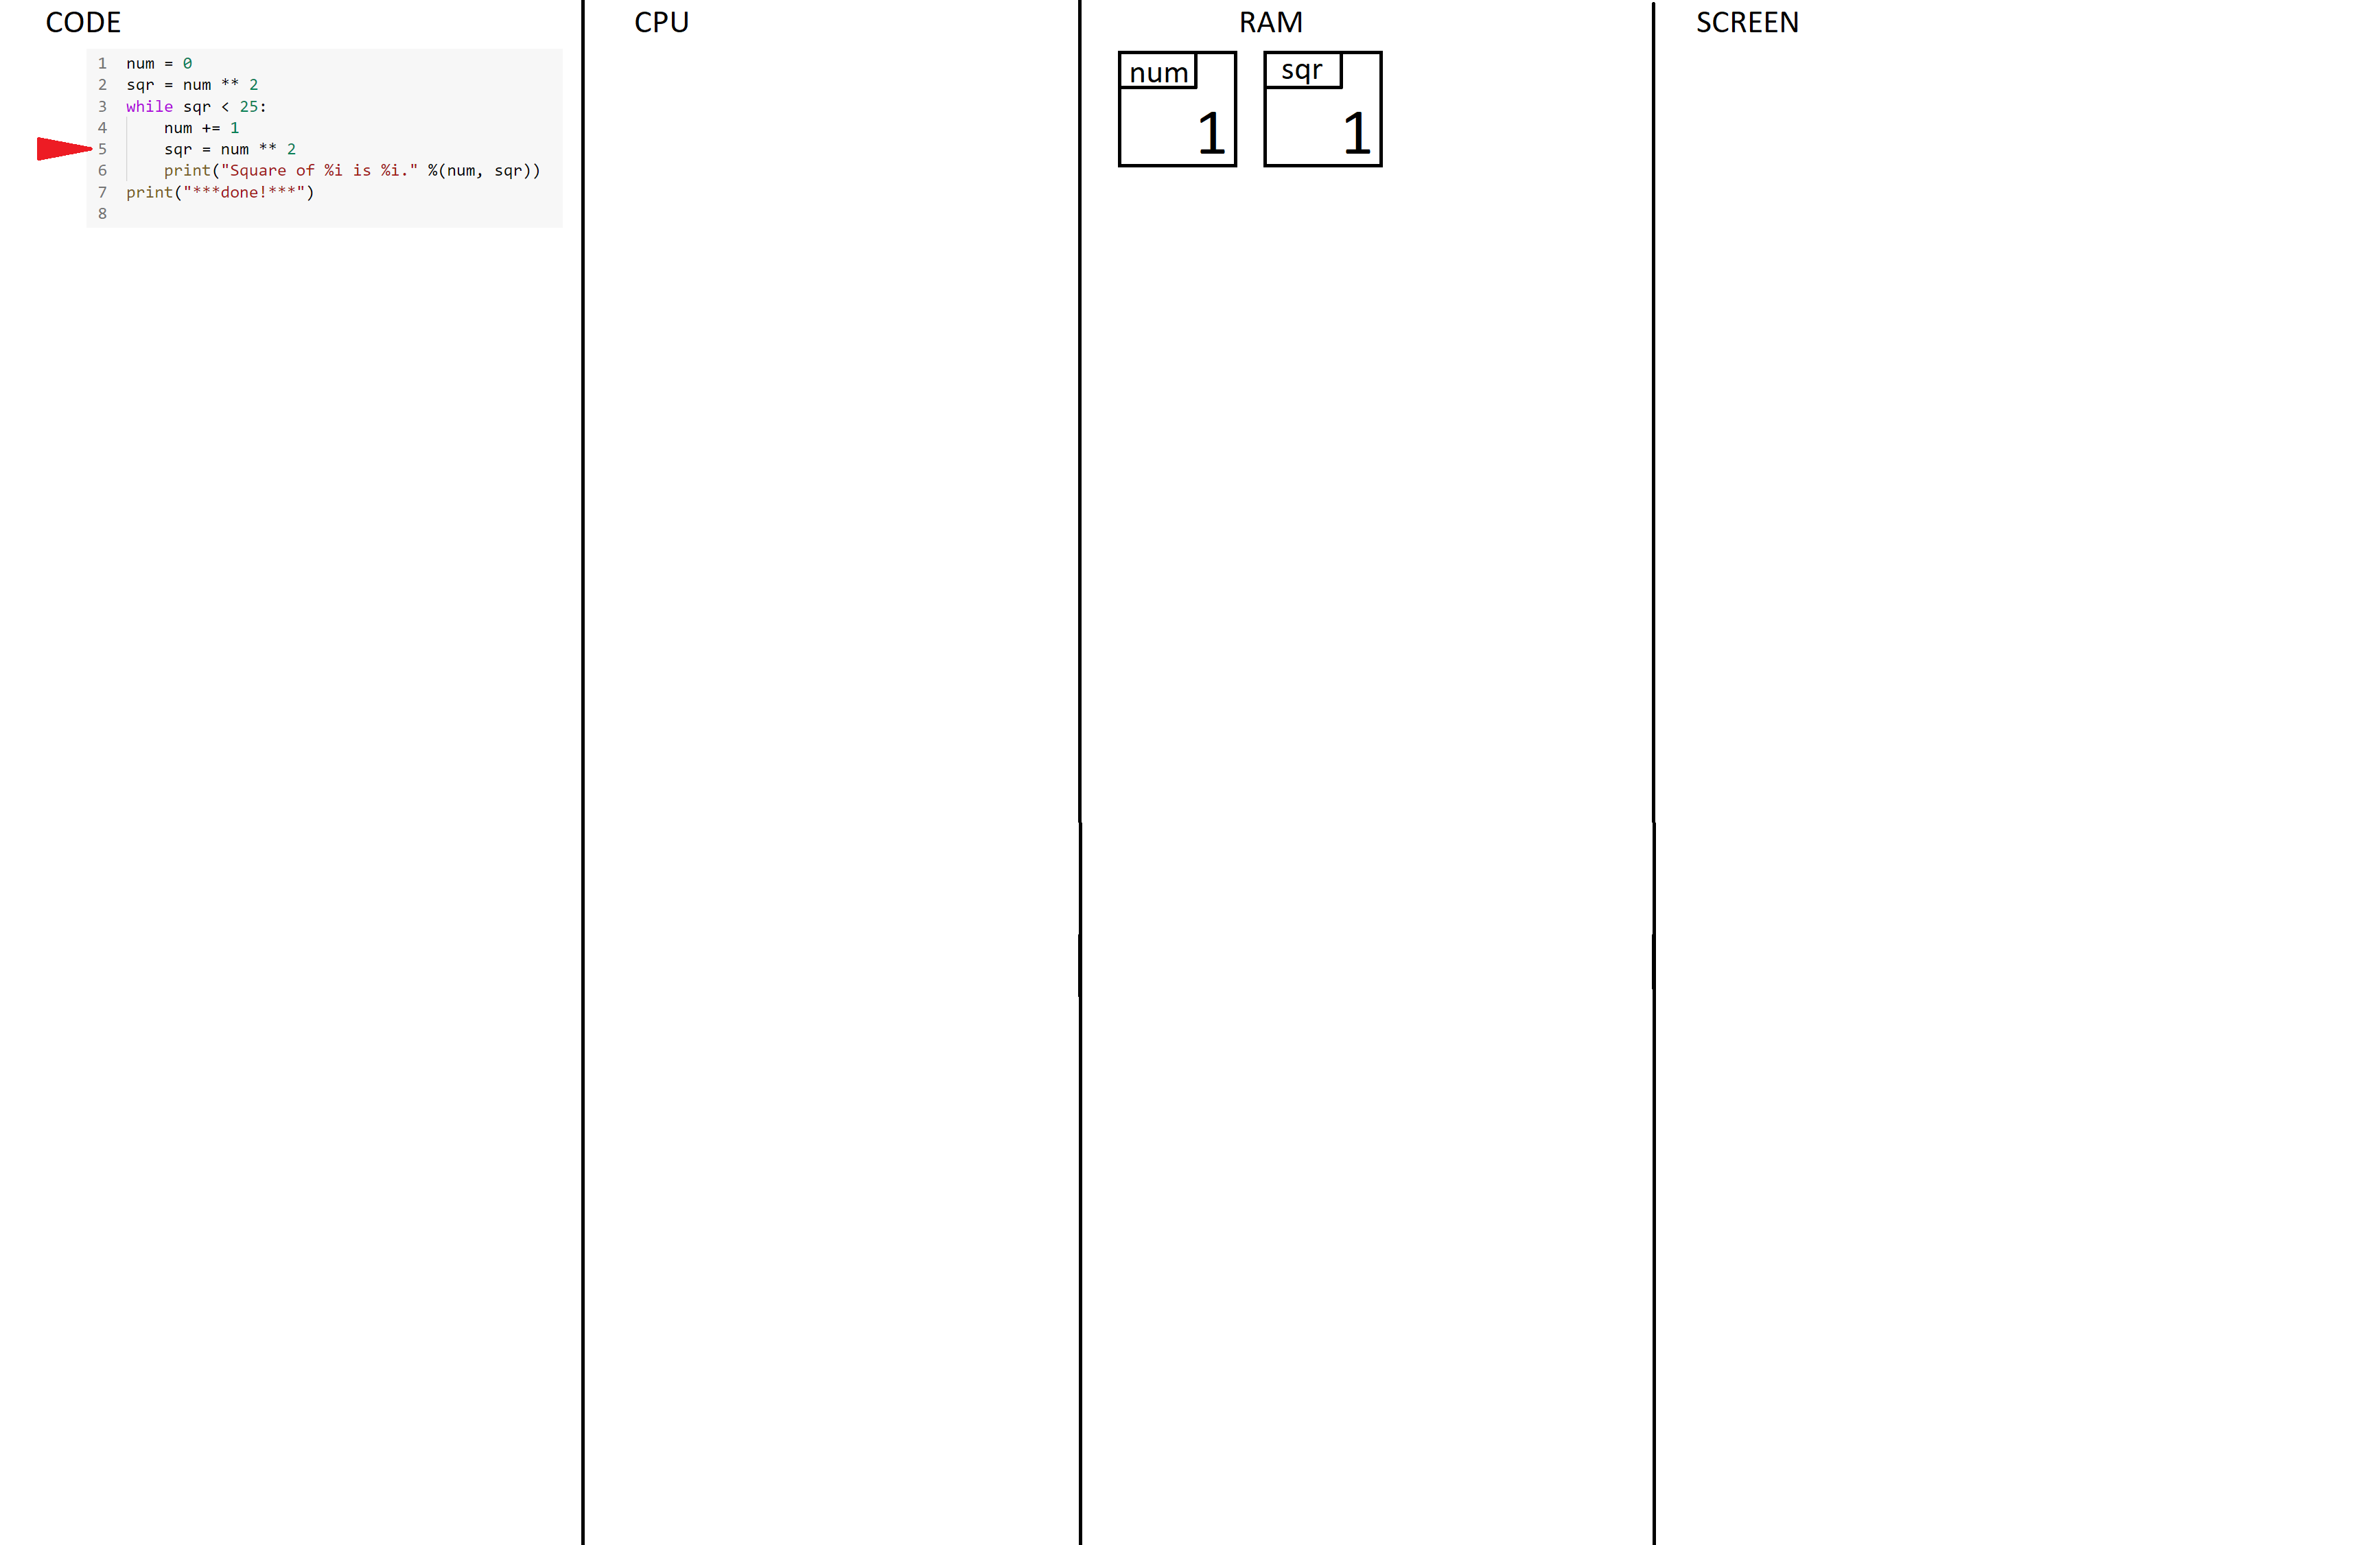 CODE
1 num = 0
2 sqr = num ** 2
3 while sqr < 25:
4     num += 1
5     sqr = num ** 2
6     print("Square of %i is %i." %(num, sqr))
7 print("***done!***")
8
CPU
RAM
num
1
sqr
1
SCREEN